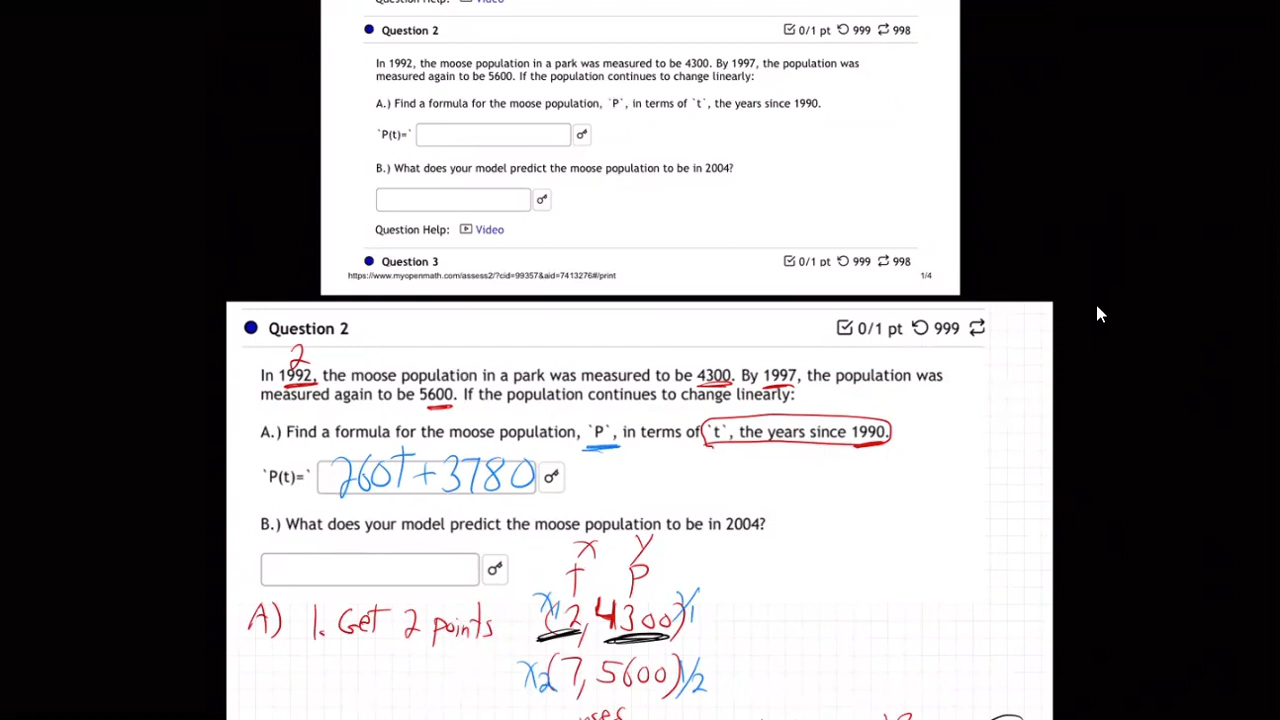 Question Help: Video
Question 2 0/1 pt 999 998
In 1992, the moose population in a park was measured to be 4300. By 1997, the population was
measured again to be 5600. If the population continues to change linearly:
A.) Find a formula for the moose population, `P`, in terms of `t`, the years since 1990.
`P(t)=`
B.) What does your model predict the moose population to be in 2004?
Question Help: Video
Question 3 0/1 pt 999 998
https://www.myopenmath.com/assess2/?cid=99357&aid=7413276#/print 1/4
Question 2 0/1 pt 999
2
In 1992, the moose population in a park was measured to be 4300. By 1997, the population was
measured again to be 5600. If the population continues to change linearly:
A.) Find a formula for the moose population, `P`, in terms of `t`, the years since 1990.
`P(t)=` 260t+3780
B.) What does your model predict the moose population to be in 2004?
x y
t P
A) 1. Get 2 points x1 (2, 4300) y1
x2 (7, 5600) y2